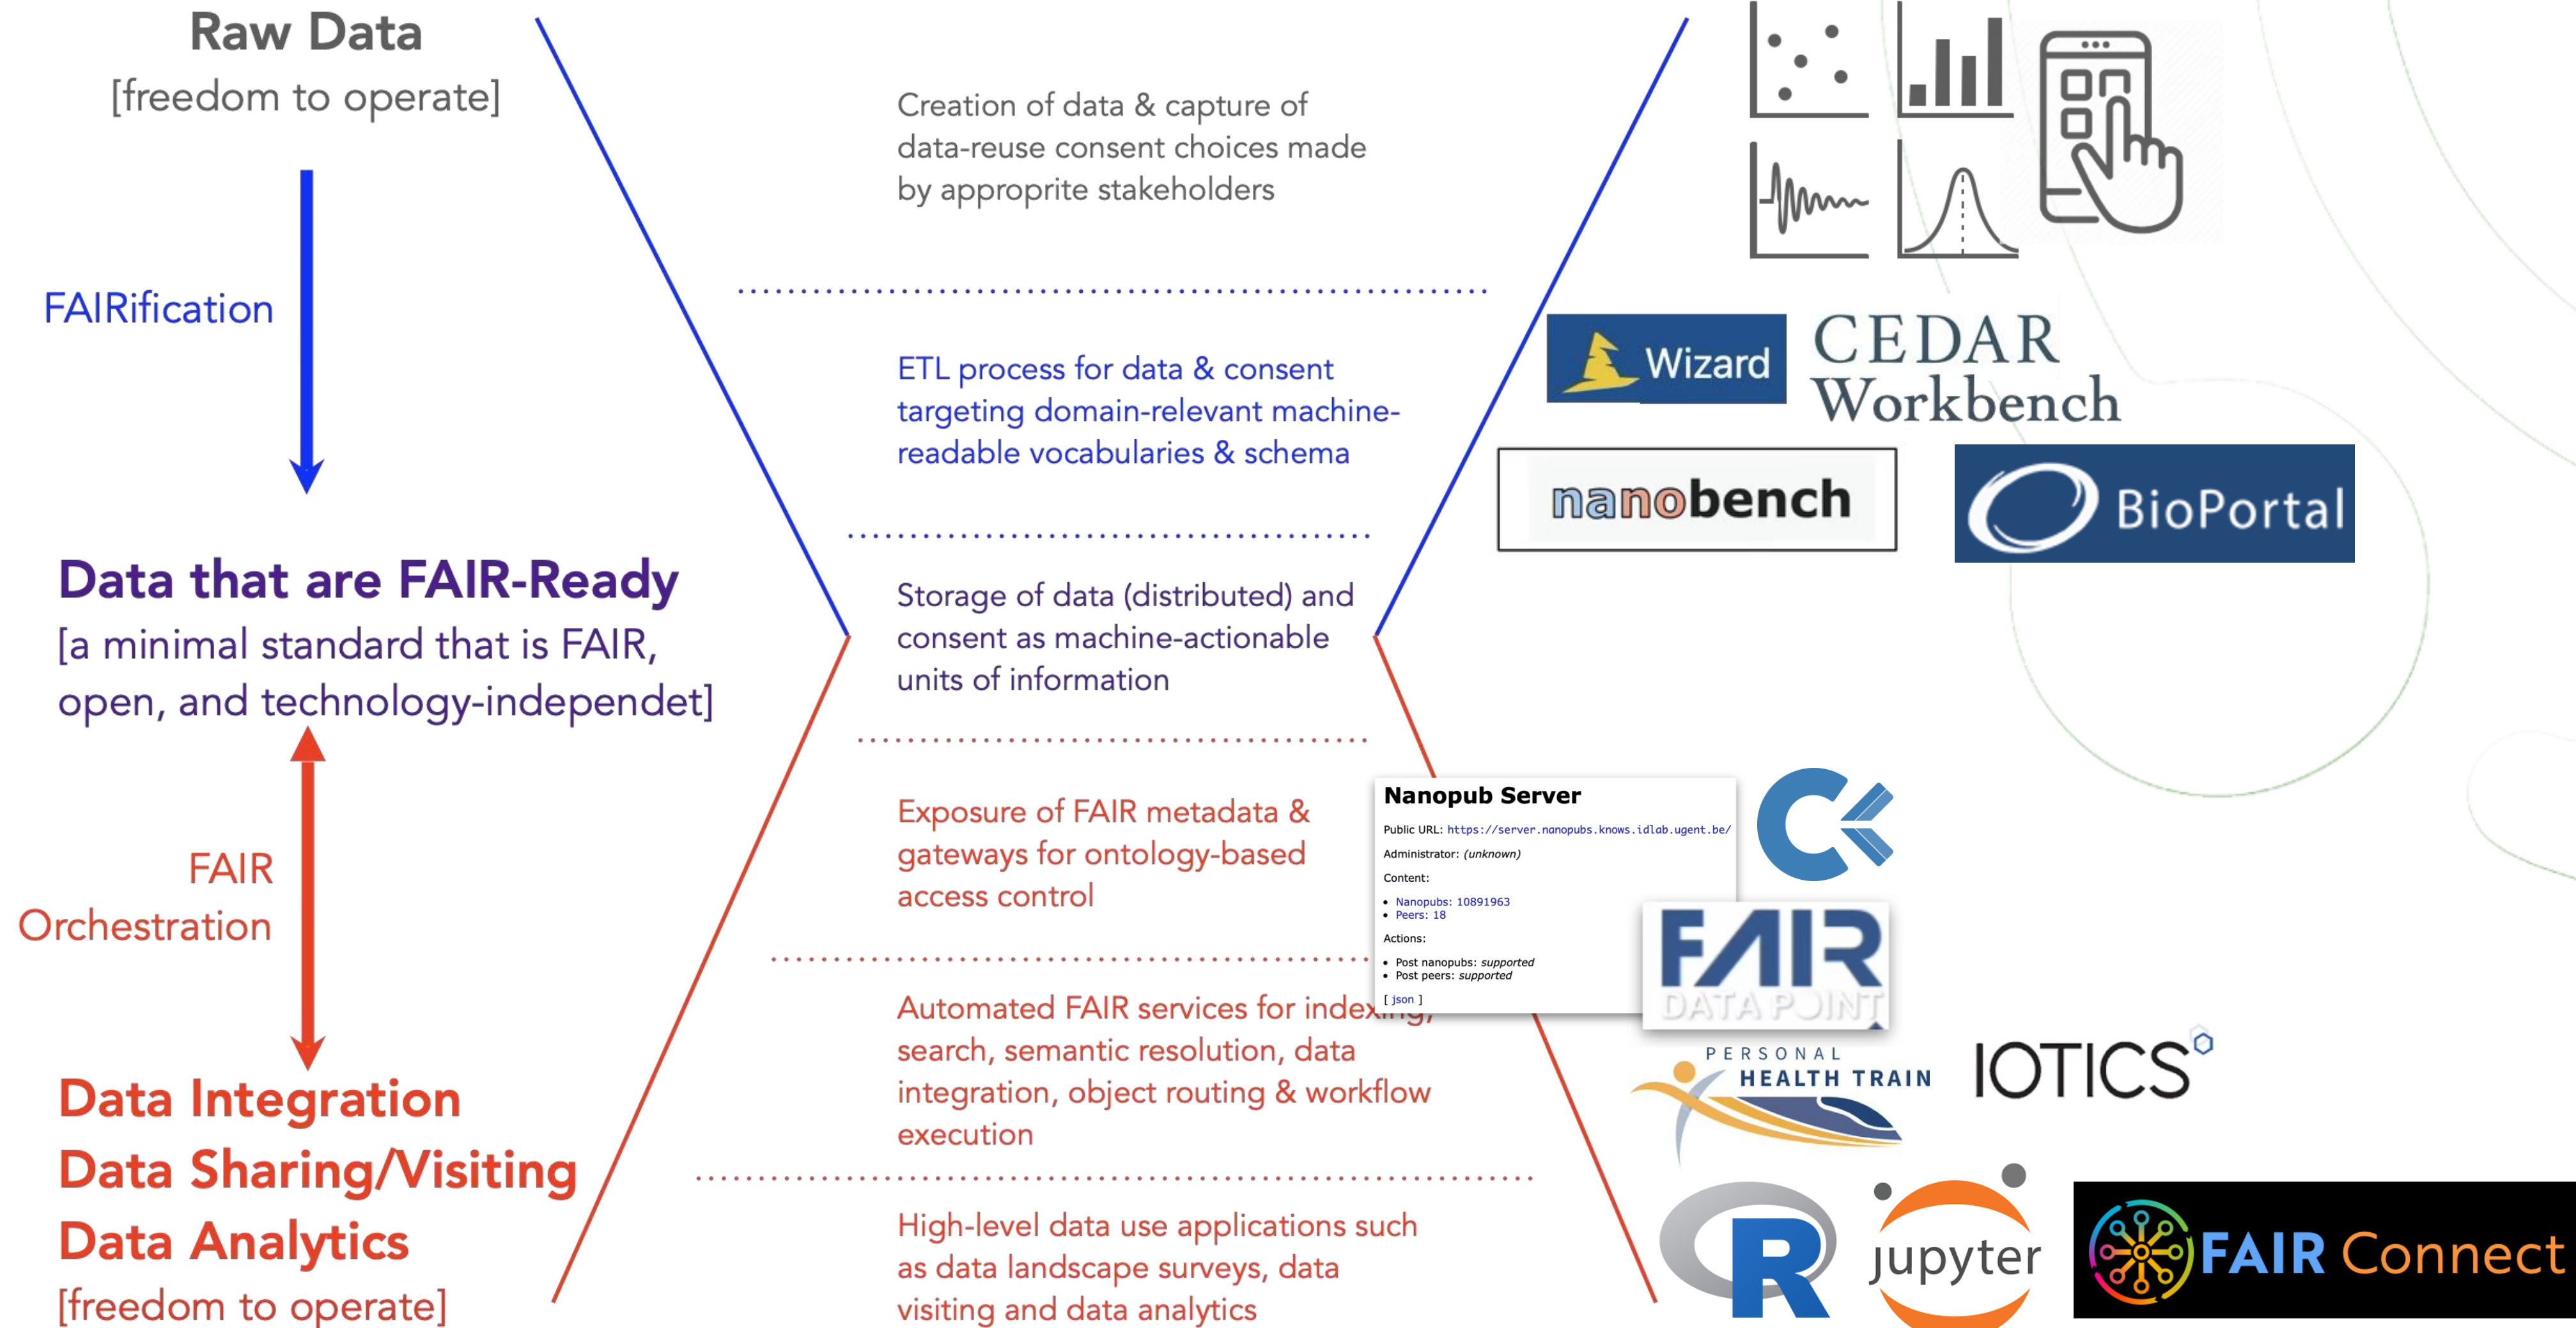 Raw Data
[freedom to operate]
FAIRification
Data that are FAIR-Ready
[a minimal standard that is FAIR,
open, and technology-independet]
FAIR
Orchestration
Data Integration
Data Sharing/Visiting
Data Analytics
[freedom to operate]
Creation of data & capture of
data-reuse consent choices made
by approprite stakeholders
ETL process for data & consent
targeting domain-relevant machine-
readable vocabularies & schema
Storage of data (distributed) and
consent as machine-actionable
units of information
Exposure of FAIR metadata &
gateways for ontology-based
access control
Automated FAIR services for indexing,
search, semantic resolution, data
integration, object routing & workflow
execution
High-level data use applications such
as data landscape surveys, data
visiting and data analytics
Wizard
CEDAR
Workbench
nanobench
BioPortal
Nanopub Server
Public URL: https://server.nanopubs.knows.idlab.ugent.be/
Administrator: (unknown)
Content:
• Nanopubs: 10891963
• Peers: 18
Actions:
• Post nanopubs: supported
• Post peers: supported
[ json ]
FAIR
DATA POINT
PERSONAL
HEALTH TRAIN
IOTICS
R
jupyter
FAIR Connect